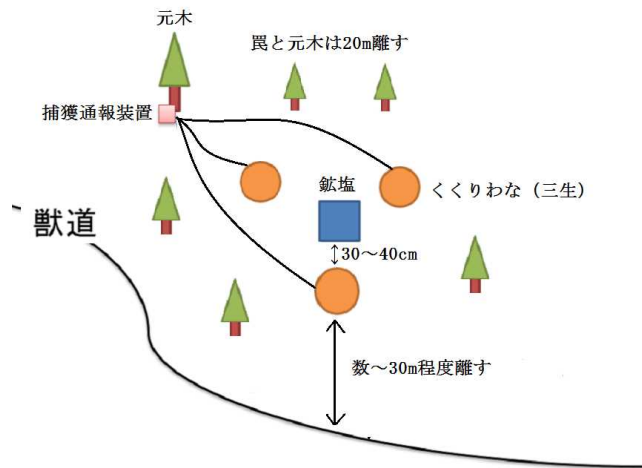 元木
罠と元木は20m離す
捕獲通報装置
鉱塩
くくりわな（三生）
獣道
30～40cm
数～30m程度離す